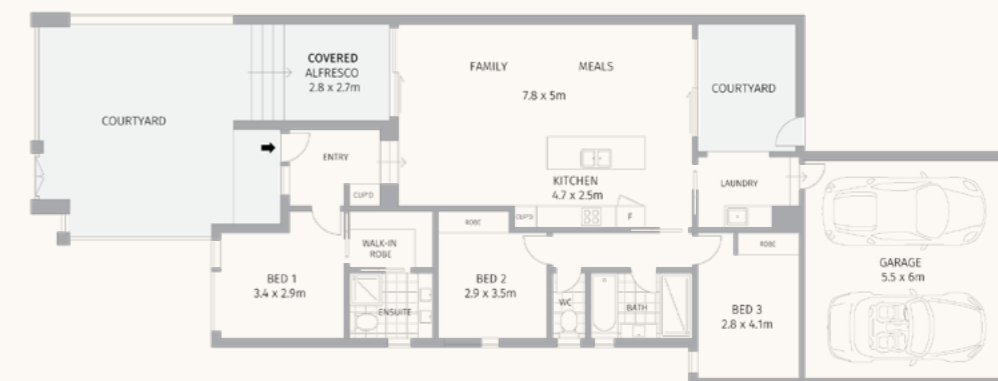 COVERED
ALFRESCO
2.8 x 2.7m
FAMILY
MEALS
7.8 x 5m
COURTYARD
COURTYARD
ENTRY
CUP'D
KITCHEN
4.7 x 2.5m
LAUNDRY
CUP'D
F
ROBE
WALK-IN
ROBE
ROBE
BED 1
3.4 x 2.9m
BED 2
2.9 x 3.5m
GARAGE
5.5 x 6m
ENSUITE
WC
BATH
BED 3
2.8 x 4.1m